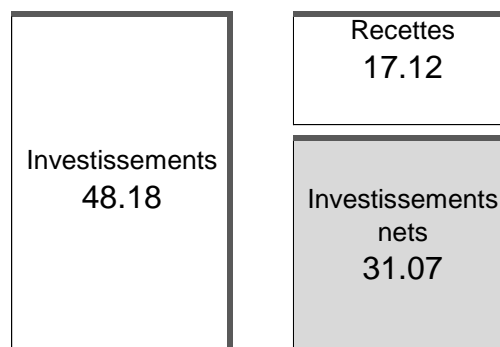 Investissements
48.18
Recettes
17.12
Investissements
nets
31.07